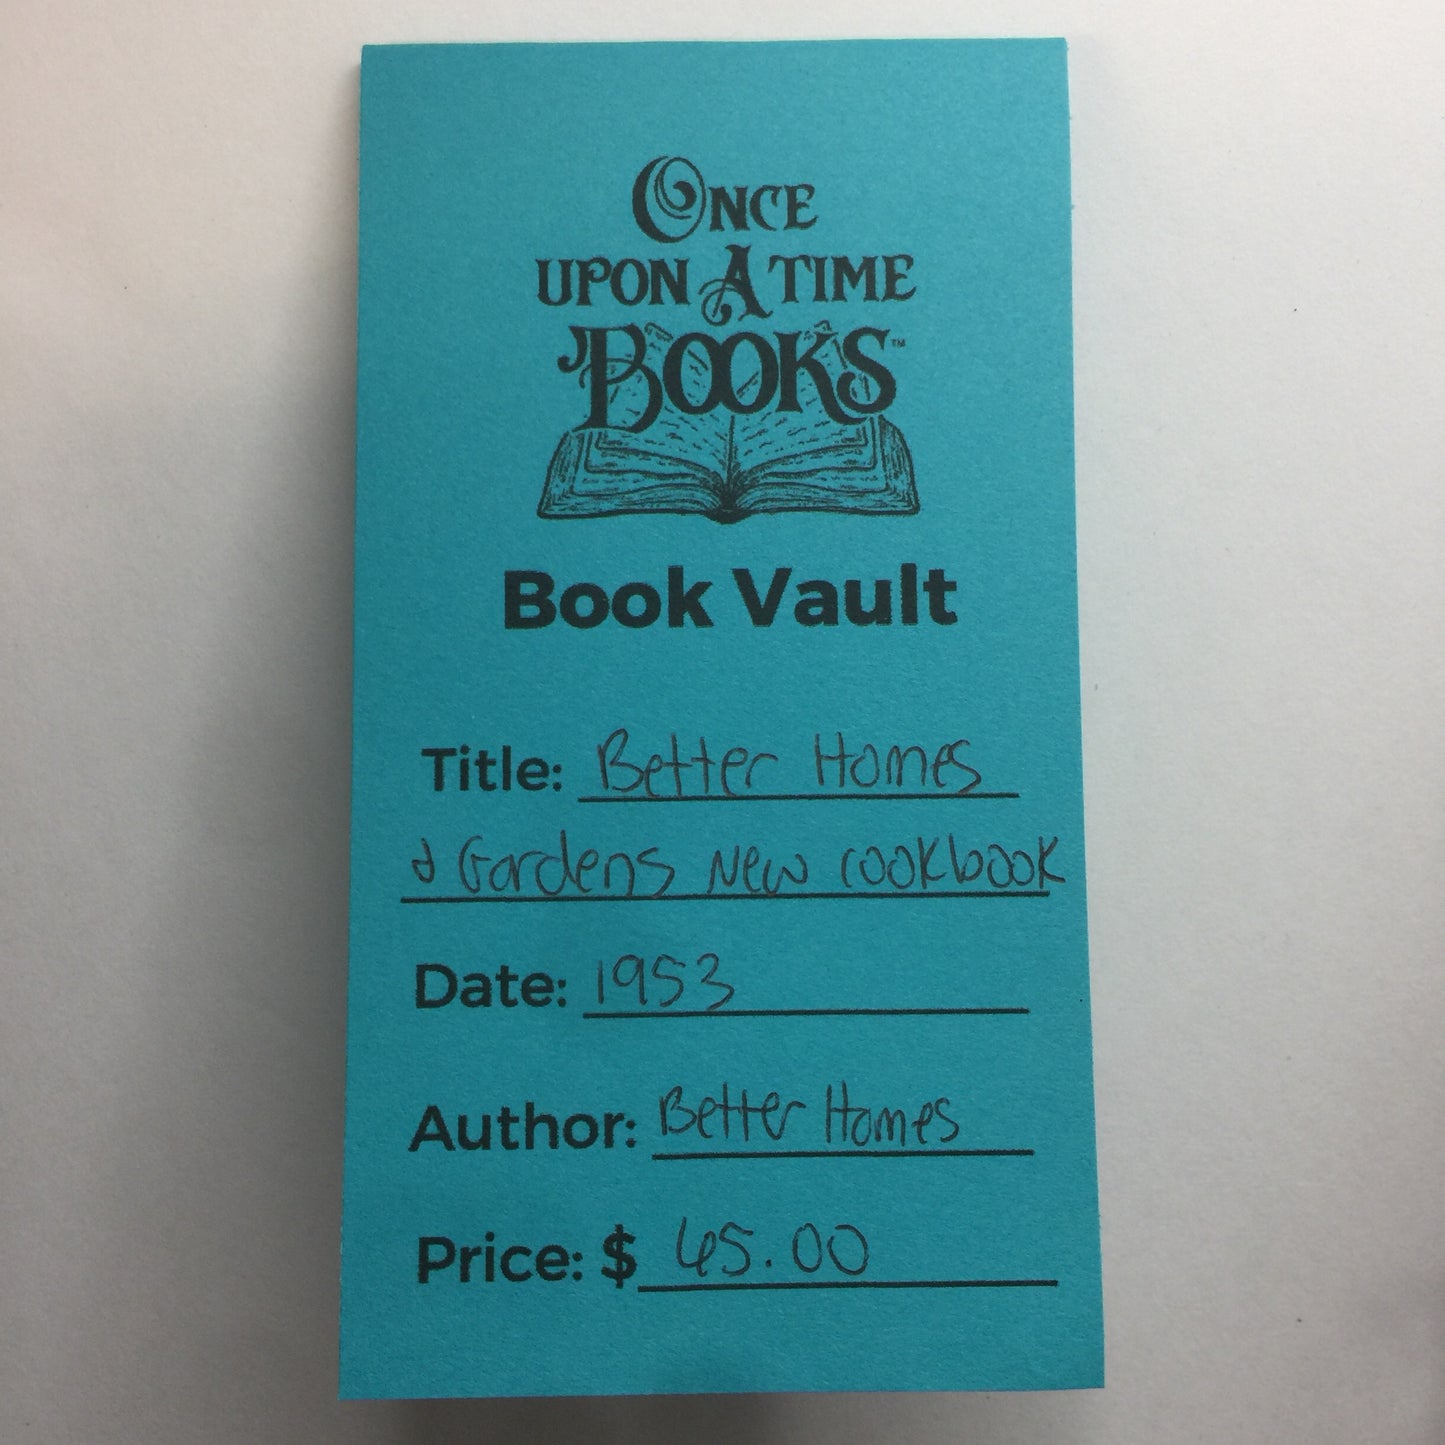 ONCE
UPON A TIME
BOOKS™
Book Vault
Title: Better Homes
& Gardens New Cookbook
Date: 1953
Author: Better Homes
Price: $ 45.00